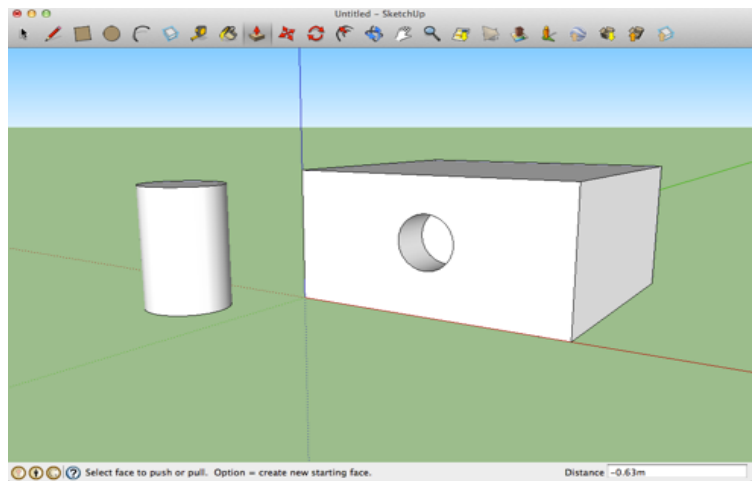 Untitled – SketchUp
Select face to push or pull. Option = create new starting face.
Distance -0.63m